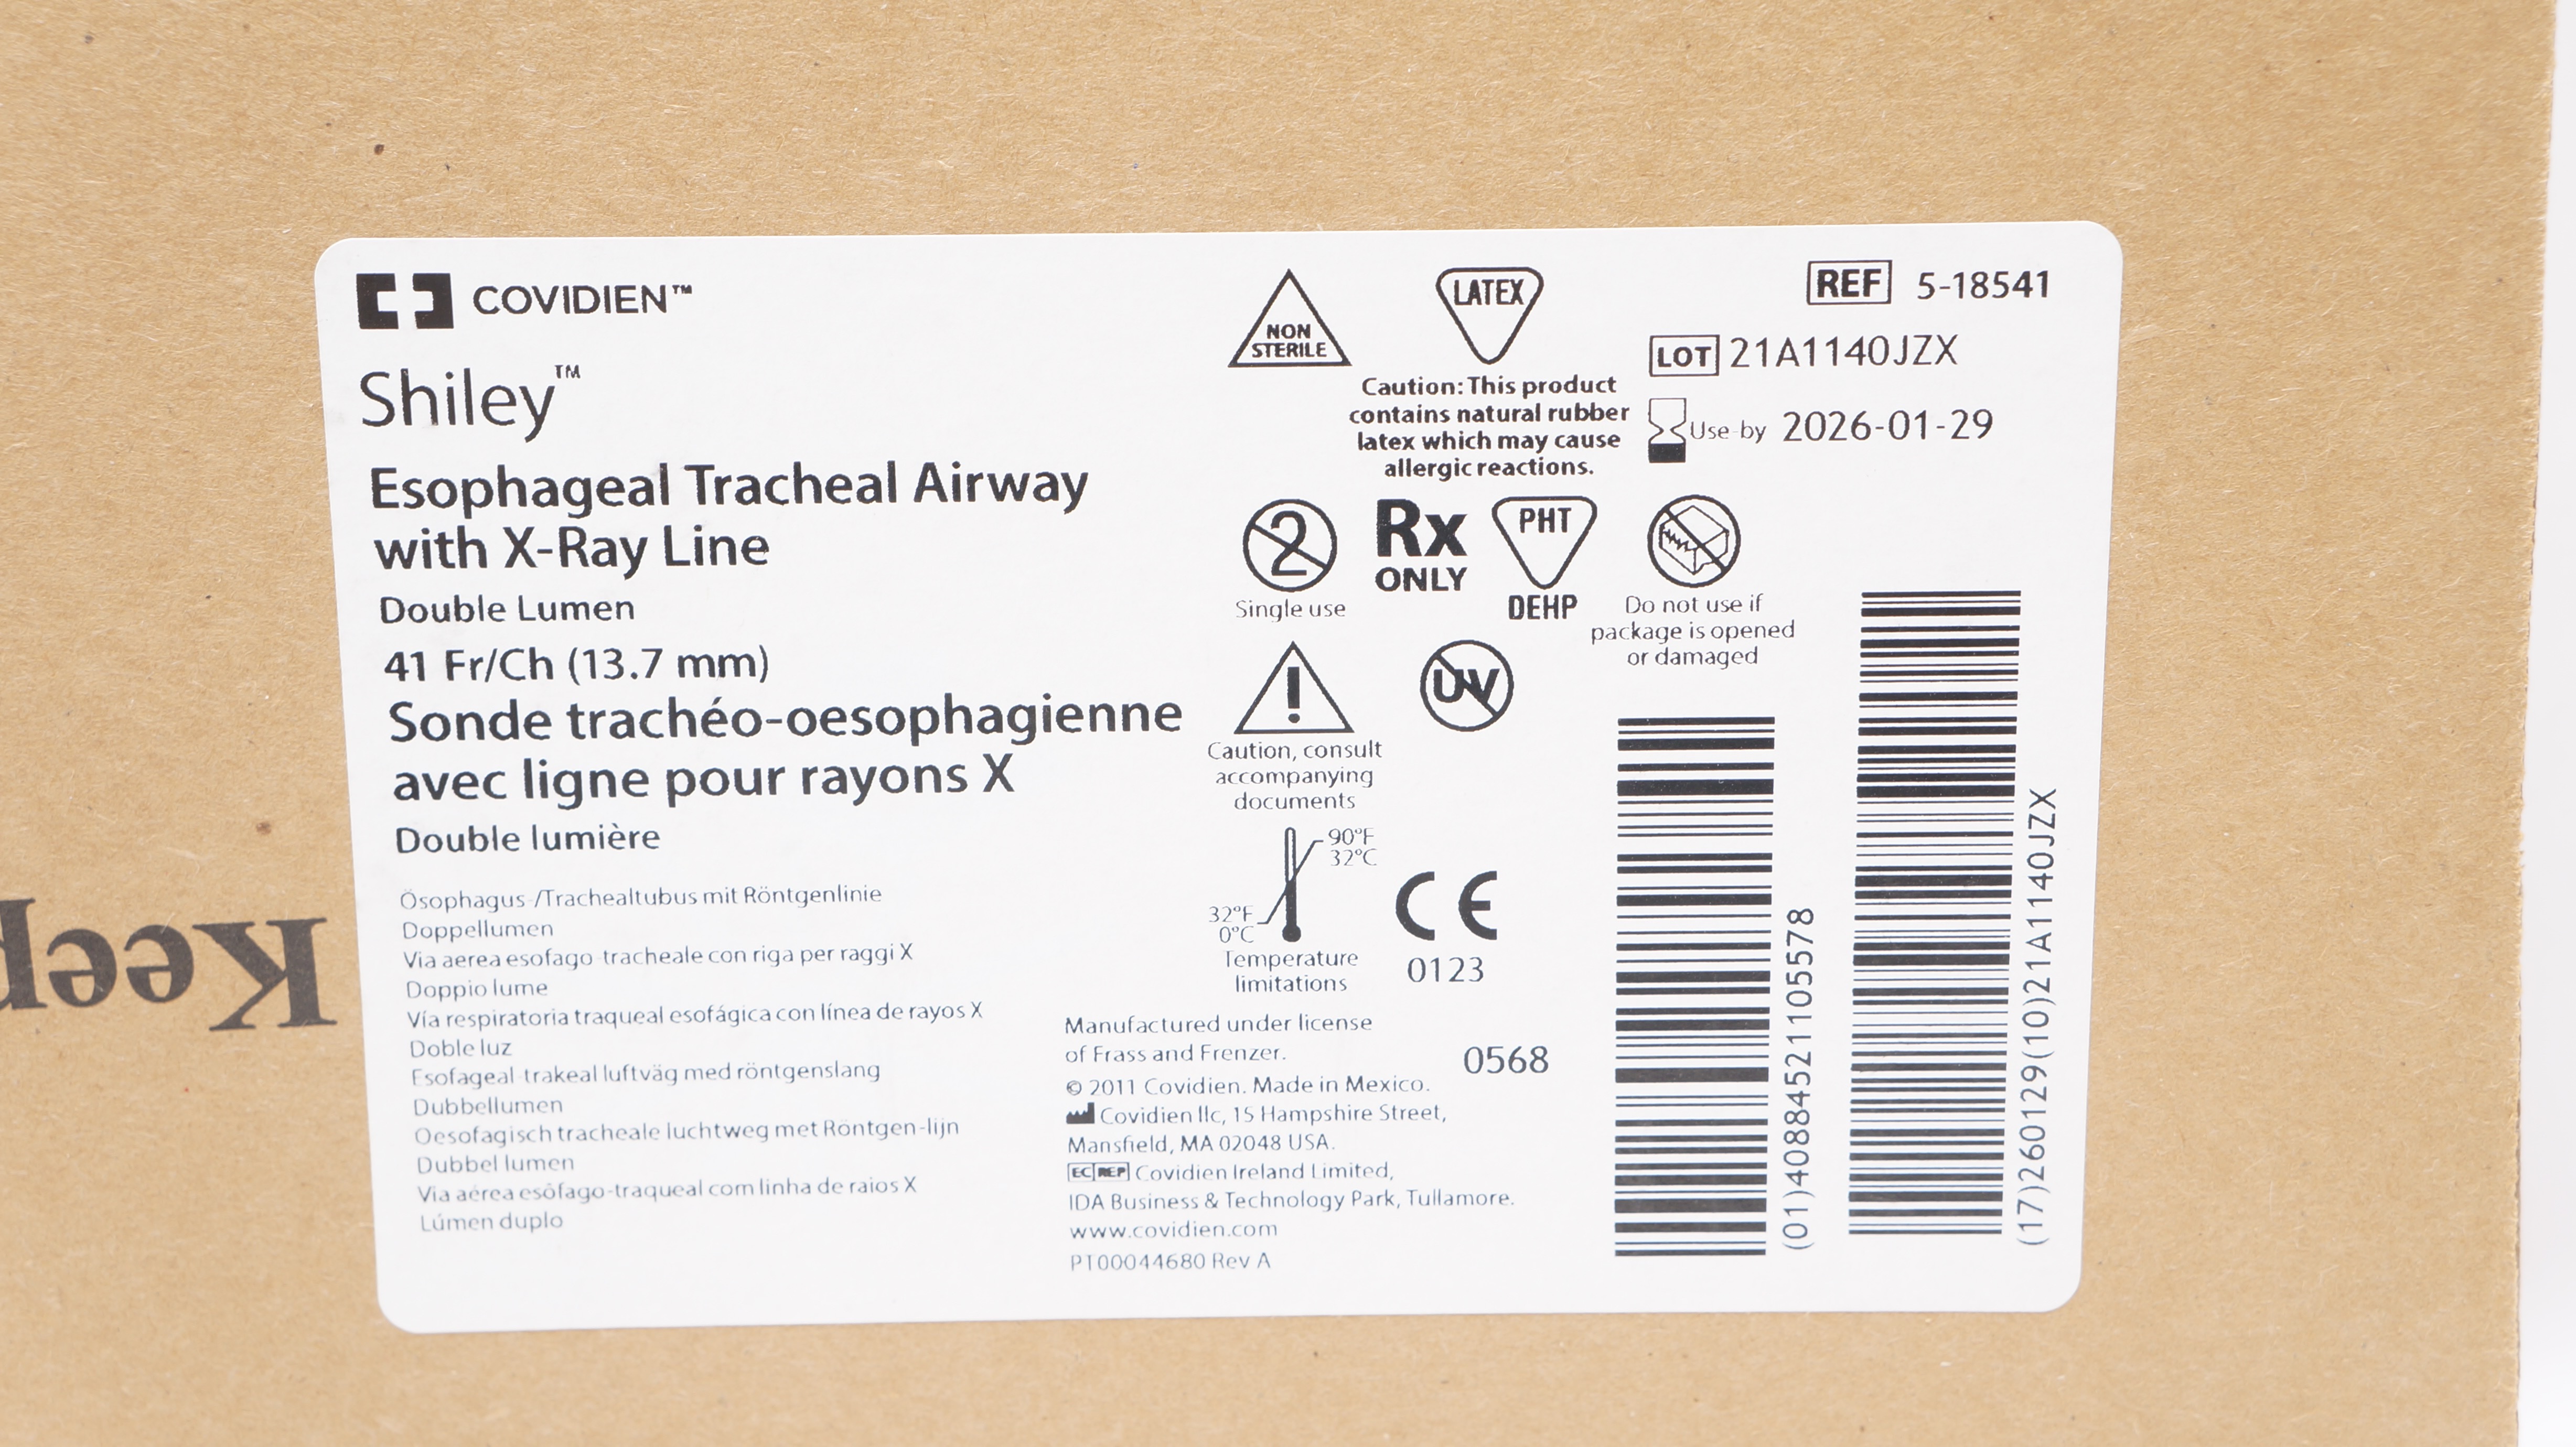 COVIDIEN™
Shiley™
Esophageal Tracheal Airway
with X-Ray Line
Double Lumen
41 Fr/Ch (13.7 mm)
Sonde trachéo-oesophagienne
avec ligne pour rayons X
Double lumière
Ösophagus-/Trachealtubus mit Röntgenlinie
Doppellumen
Via aerea esofago-tracheale con riga per raggi X
Doppio lume
Vía respiratoria traqueal esofágica con línea de rayos X
Doble luz
Esofageal-trakeal luftväg med röntgenslang
Dubbellumen
Oesofagisch tracheale luchtweg met Röntgen-lijn
Dubbel lumen
Via aérea esôfago-traqueal com linha de raios X
Lúmen duplo
NON
STERILE
LATEX
Caution: This product
contains natural rubber
latex which may cause
allergic reactions.
REF 5-18541
LOT 21A1140JZX
Use-by 2026-01-29
2
Single use
Rx
ONLY
PHT
DEHP
Do not use if
package is opened
or damaged
Caution, consult
accompanying
documents
UV
90°F
32°C
32°F
0°C
Temperature
limitations
CE
0123
Manufactured under license
of Frass and Frenzer.
0568
© 2011 Covidien. Made in Mexico.
Covidien llc, 15 Hampshire Street,
Mansfield, MA 02048 USA.
EC REP Covidien Ireland Limited,
IDA Business & Technology Park, Tullamore.
www.covidien.com
PT00044680 Rev A
(01)40884521105578
(17)260129(10)21A1140JZX
Keep